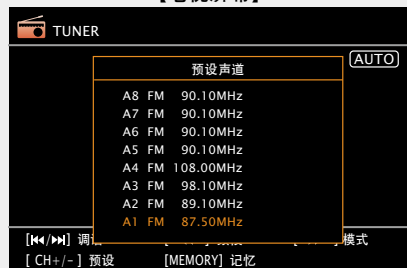 TUNER
AUTO
预设声道
A8 FM 90.10MHz
A7 FM 90.10MHz
A6 FM 90.10MHz
A5 FM 90.10MHz
A4 FM 108.00MHz
A3 FM 98.10MHz
A2 FM 89.10MHz
A1 FM 87.50MHz
[⏮/⏭] 调 模式
[ CH+/- ] 预设 [MEMORY] 记忆